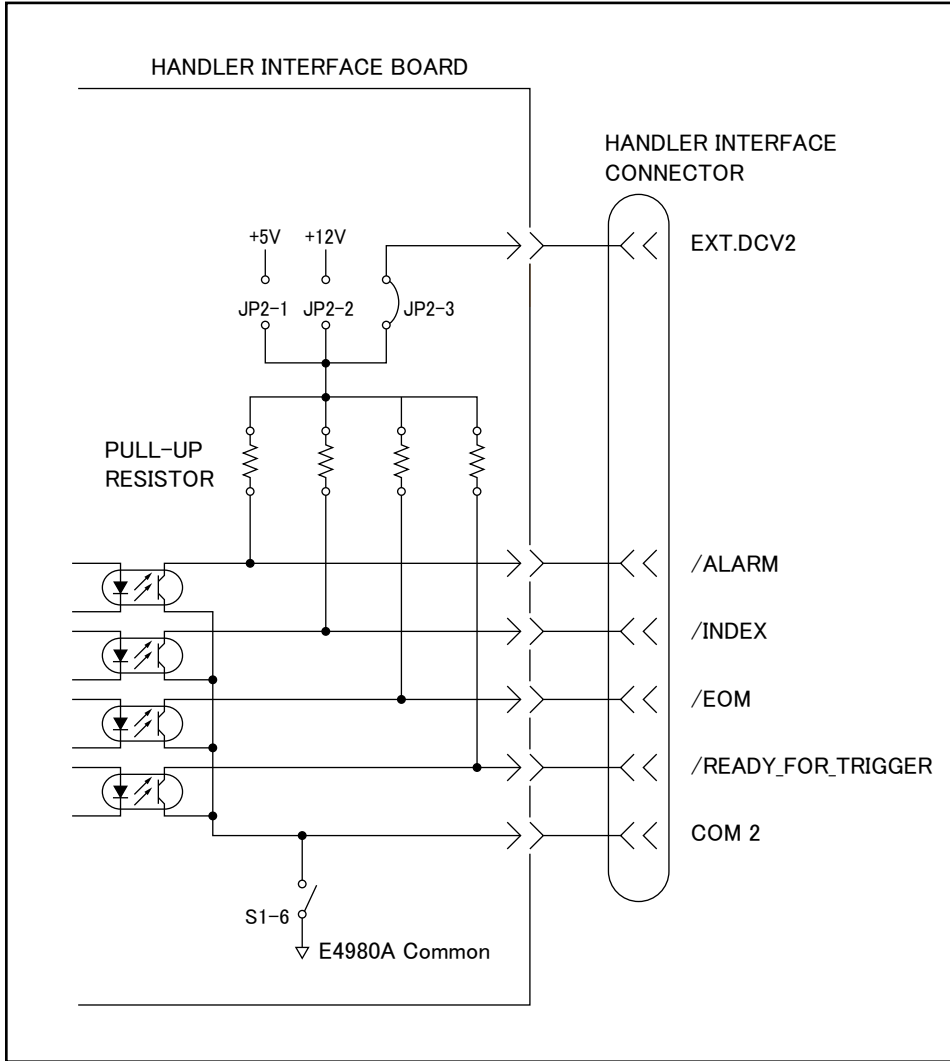 HANDLER INTERFACE BOARD
HANDLER INTERFACE
CONNECTOR
EXT.DCV2
+5V
+12V
JP2-1
JP2-2
JP2-3
PULL-UP
RESISTOR
/ALARM
/INDEX
/EOM
/READY_FOR_TRIGGER
COM 2
S1-6
E4980A Common